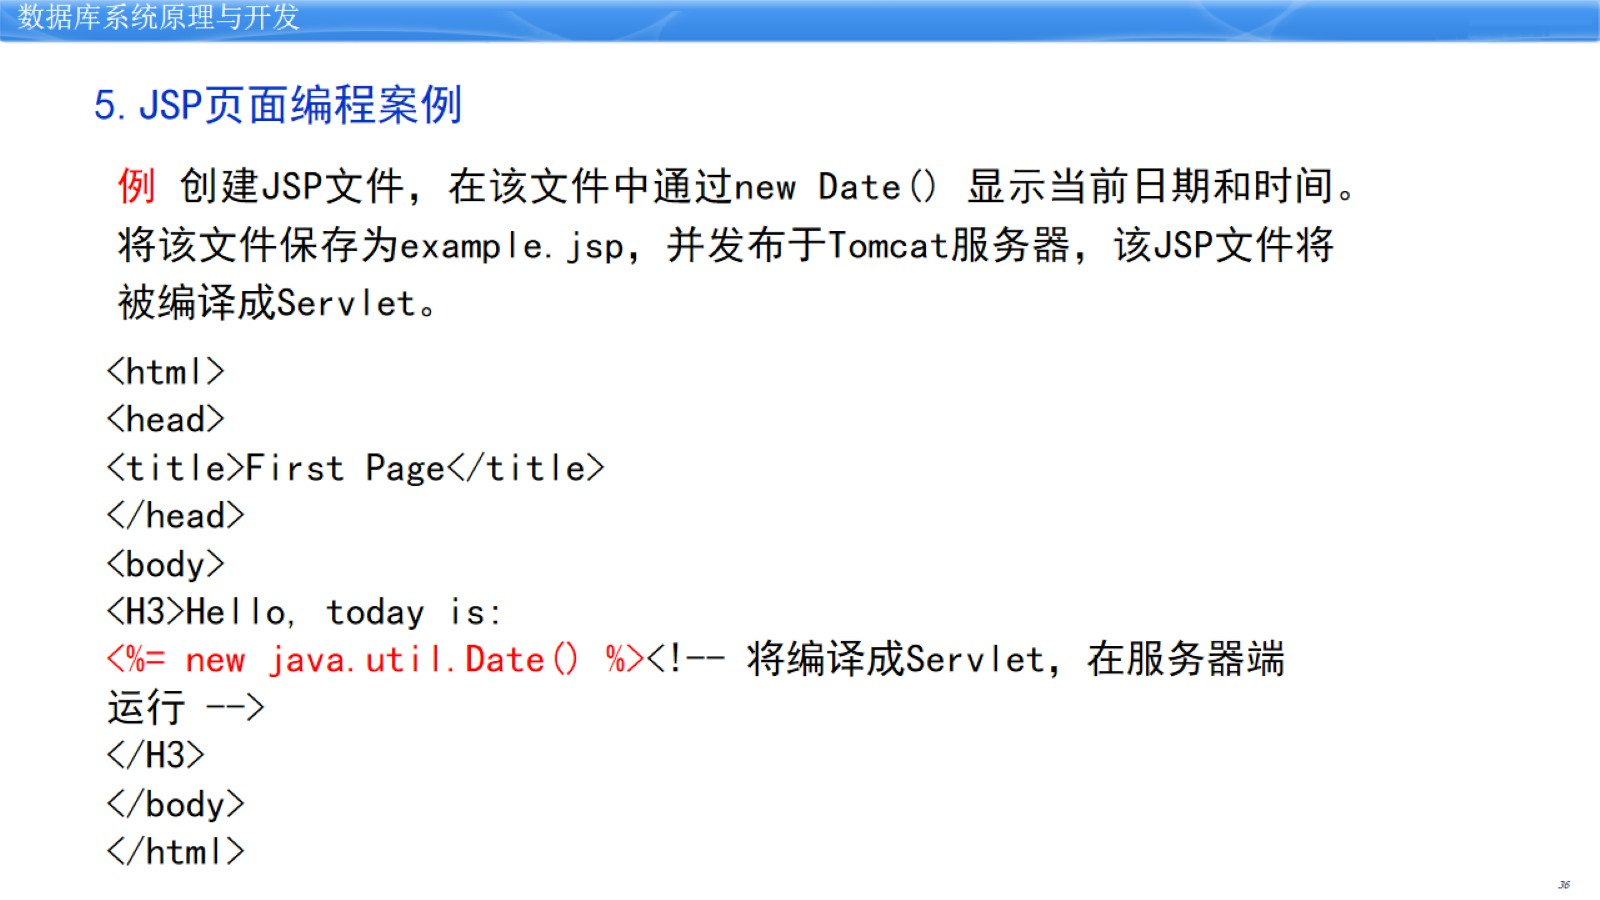 数据库系统原理与开发
5.JSP页面编程案例
例 创建JSP文件，在该文件中通过new Date() 显示当前日期和时间。
将该文件保存为example.jsp，并发布于Tomcat服务器，该JSP文件将
被编译成Servlet。
<html>
<head>
<title>First Page</title>
</head>
<body>
<H3>Hello, today is:
<%= new java.util.Date() %><!-- 将编译成Servlet，在服务器端
运行 -->
</H3>
</body>
</html>
36